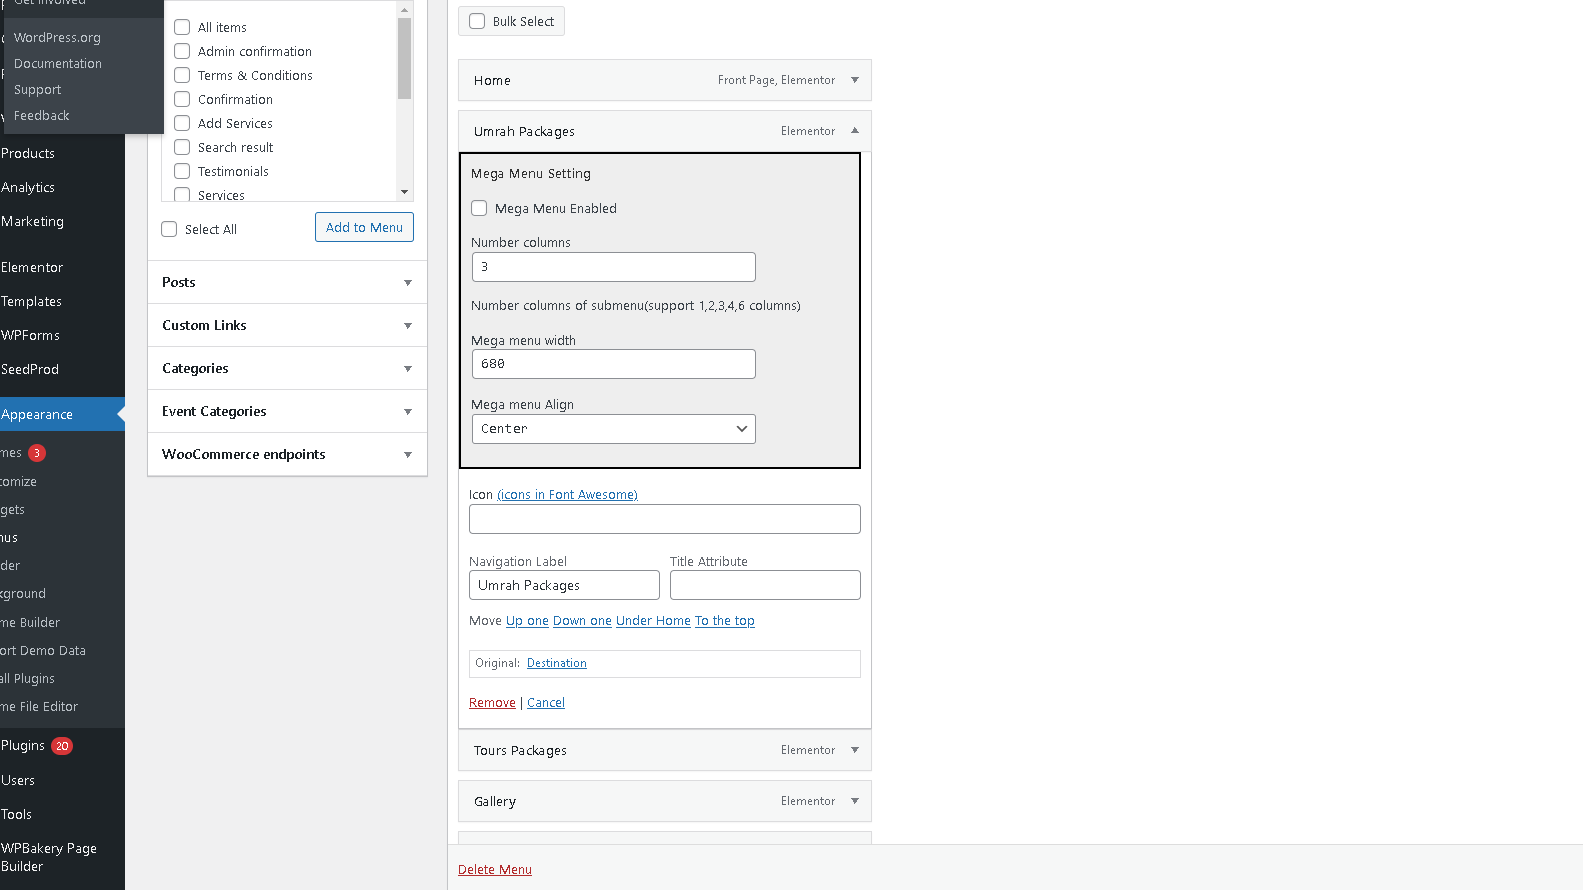 Get Involved
WordPress.org
Documentation
Support
Feedback
Products
Analytics
Marketing
Elementor
Templates
WPForms
SeedProd
Appearance
mes 3
tomize
gets
nus
der
kground
me Builder
ort Demo Data
all Plugins
me File Editor
Plugins 20
Users
Tools
WPBakery Page
Builder
All items
Admin confirmation
Terms & Conditions
Confirmation
Add Services
Search result
Testimonials
Services
Select All
Add to Menu
Posts
Custom Links
Categories
Event Categories
WooCommerce endpoints
Bulk Select
Home Front Page, Elementor
Umrah Packages Elementor
Mega Menu Setting
Mega Menu Enabled
Number columns
3
Number columns of submenu(support 1,2,3,4,6 columns)
Mega menu width
680
Mega menu Align
Center
Icon (icons in Font Awesome)
Navigation Label Title Attribute
Umrah Packages
Move Up one Down one Under Home To the top
Original: Destination
Remove | Cancel
Tours Packages Elementor
Gallery Elementor
Delete Menu